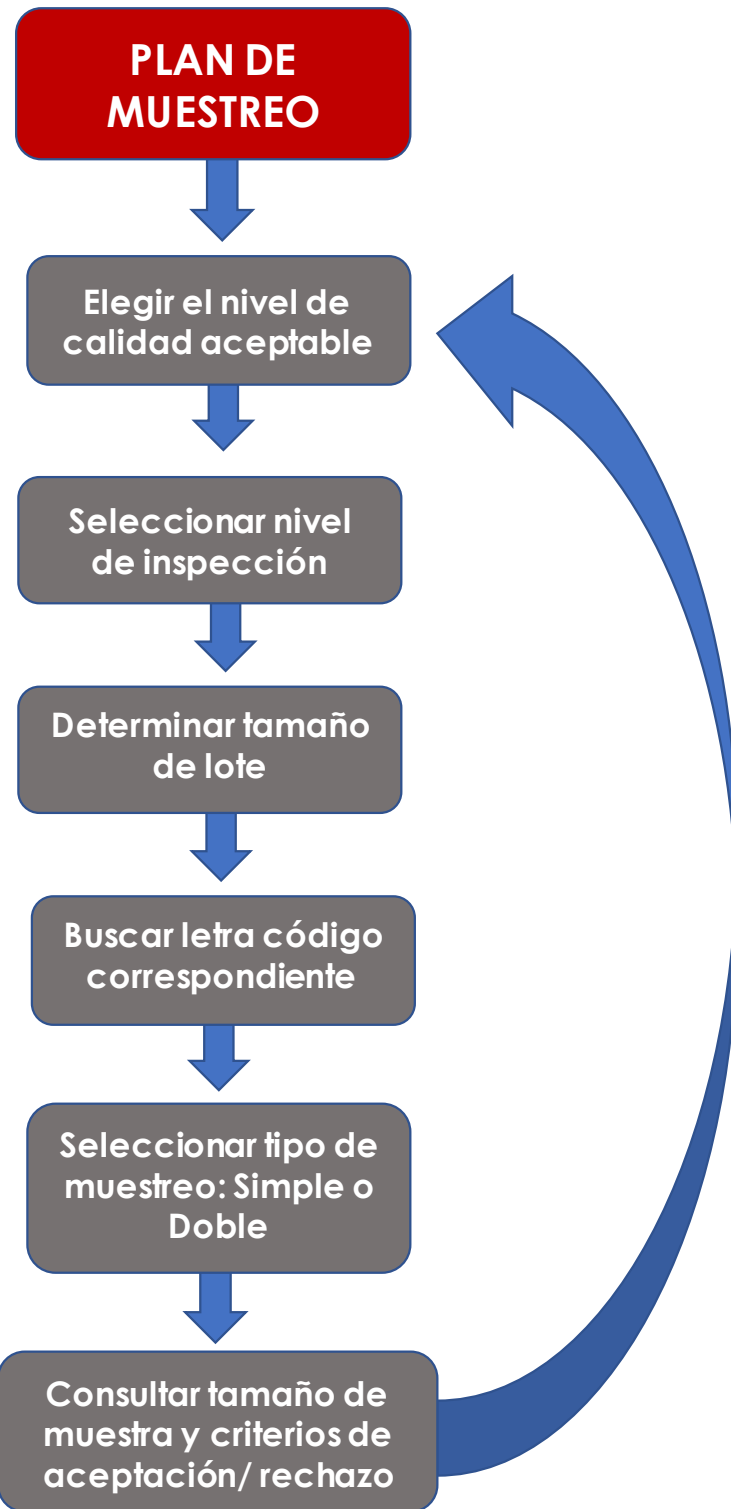 PLAN DE
MUESTREO
Elegir el nivel de
calidad aceptable
Seleccionar nivel
de inspección
Determinar tamaño
de lote
Buscar letra código
correspondiente
Seleccionar tipo de
muestreo: Simple o
Doble
Consultar tamaño de
muestra y criterios de
aceptación/ rechazo